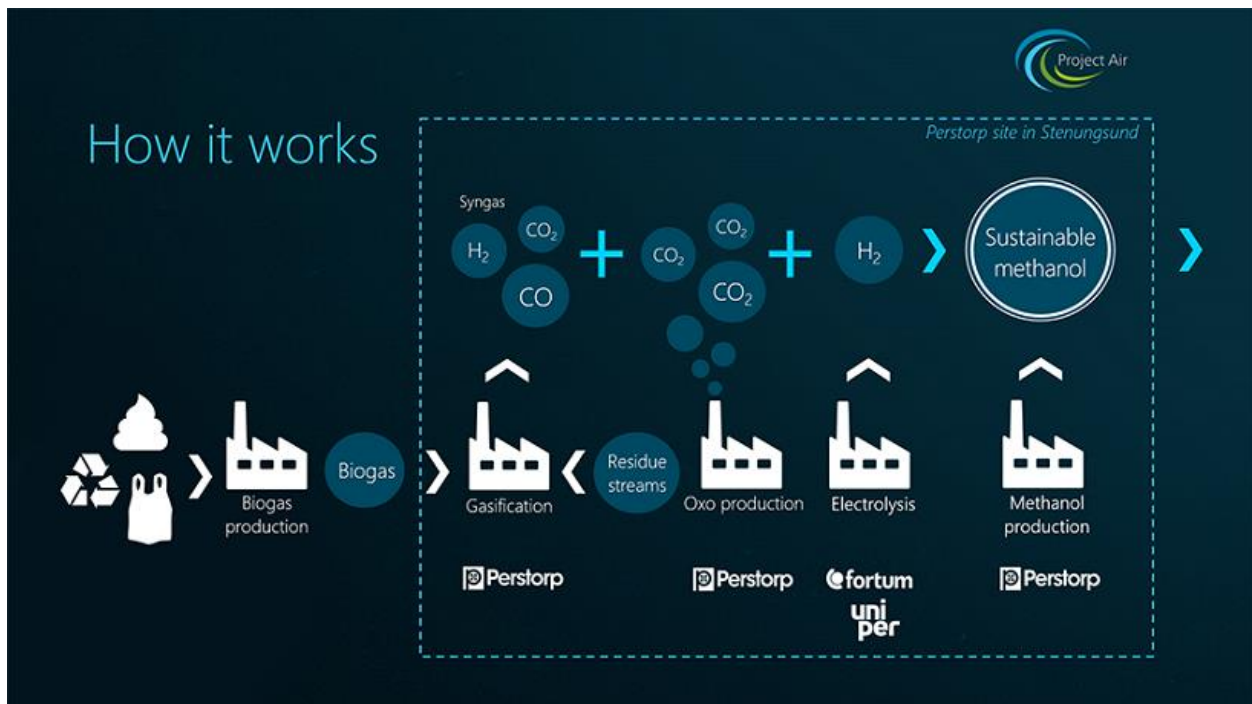 Project Air
How it works
Perstorp site in Stenungsund
Syngas
H₂
CO₂
CO
CO₂
CO₂
CO₂
H₂
Sustainable
methanol
Biogas
production
Biogas
Gasification
Residue
streams
Oxo production
Electrolysis
Methanol
production
Perstorp
Perstorp
fortum
uni
per
Perstorp